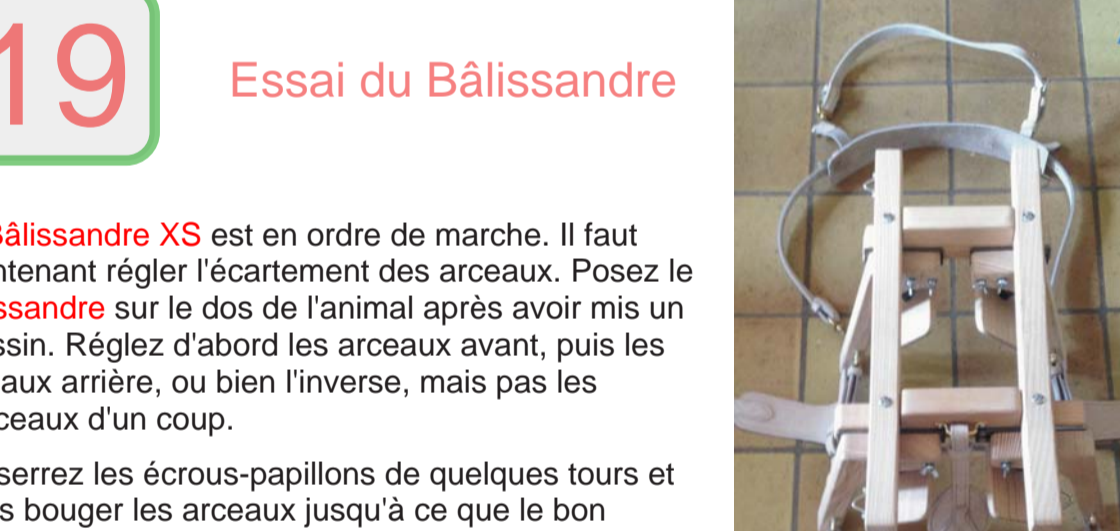 19
Essai du Bâlissandre
Bâlissandre XS est en ordre de marche. Il faut
ntenant régler l'écartement des arceaux. Posez le
ssandre sur le dos de l'animal après avoir mis un
ssin. Réglez d'abord les arceaux avant, puis les
aux arrière, ou bien l'inverse, mais pas les
ceaux d'un coup.
serrez les écrous-papillons de quelques tours et
s bouger les arceaux jusqu'à ce que le bon